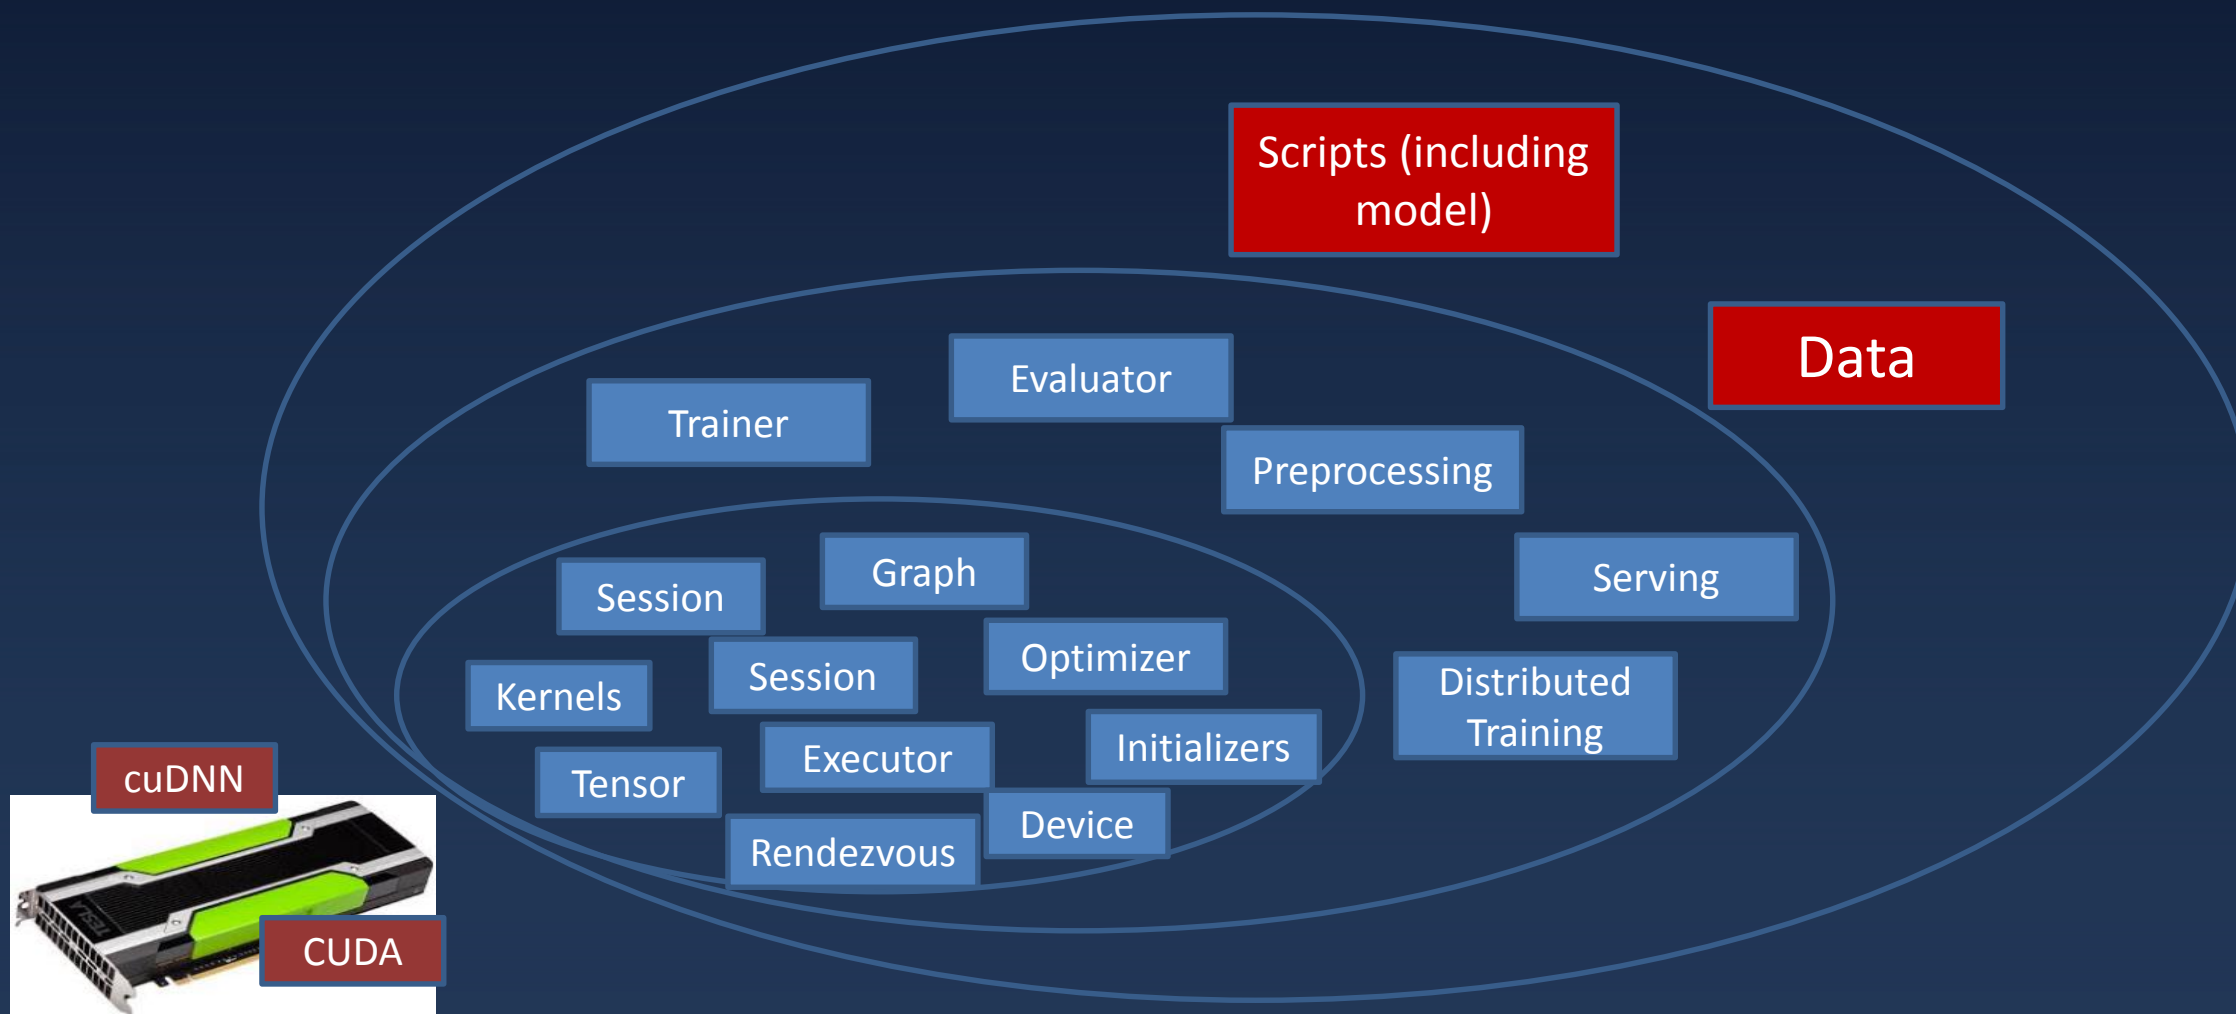 Scripts (including
model)
Data
Evaluator
Trainer
Preprocessing
Graph
Session
Serving
Optimizer
Session
Kernels
Distributed
Training
Initializers
Executor
Tensor
Device
Rendezvous
cuDNN
TESLA
CUDA